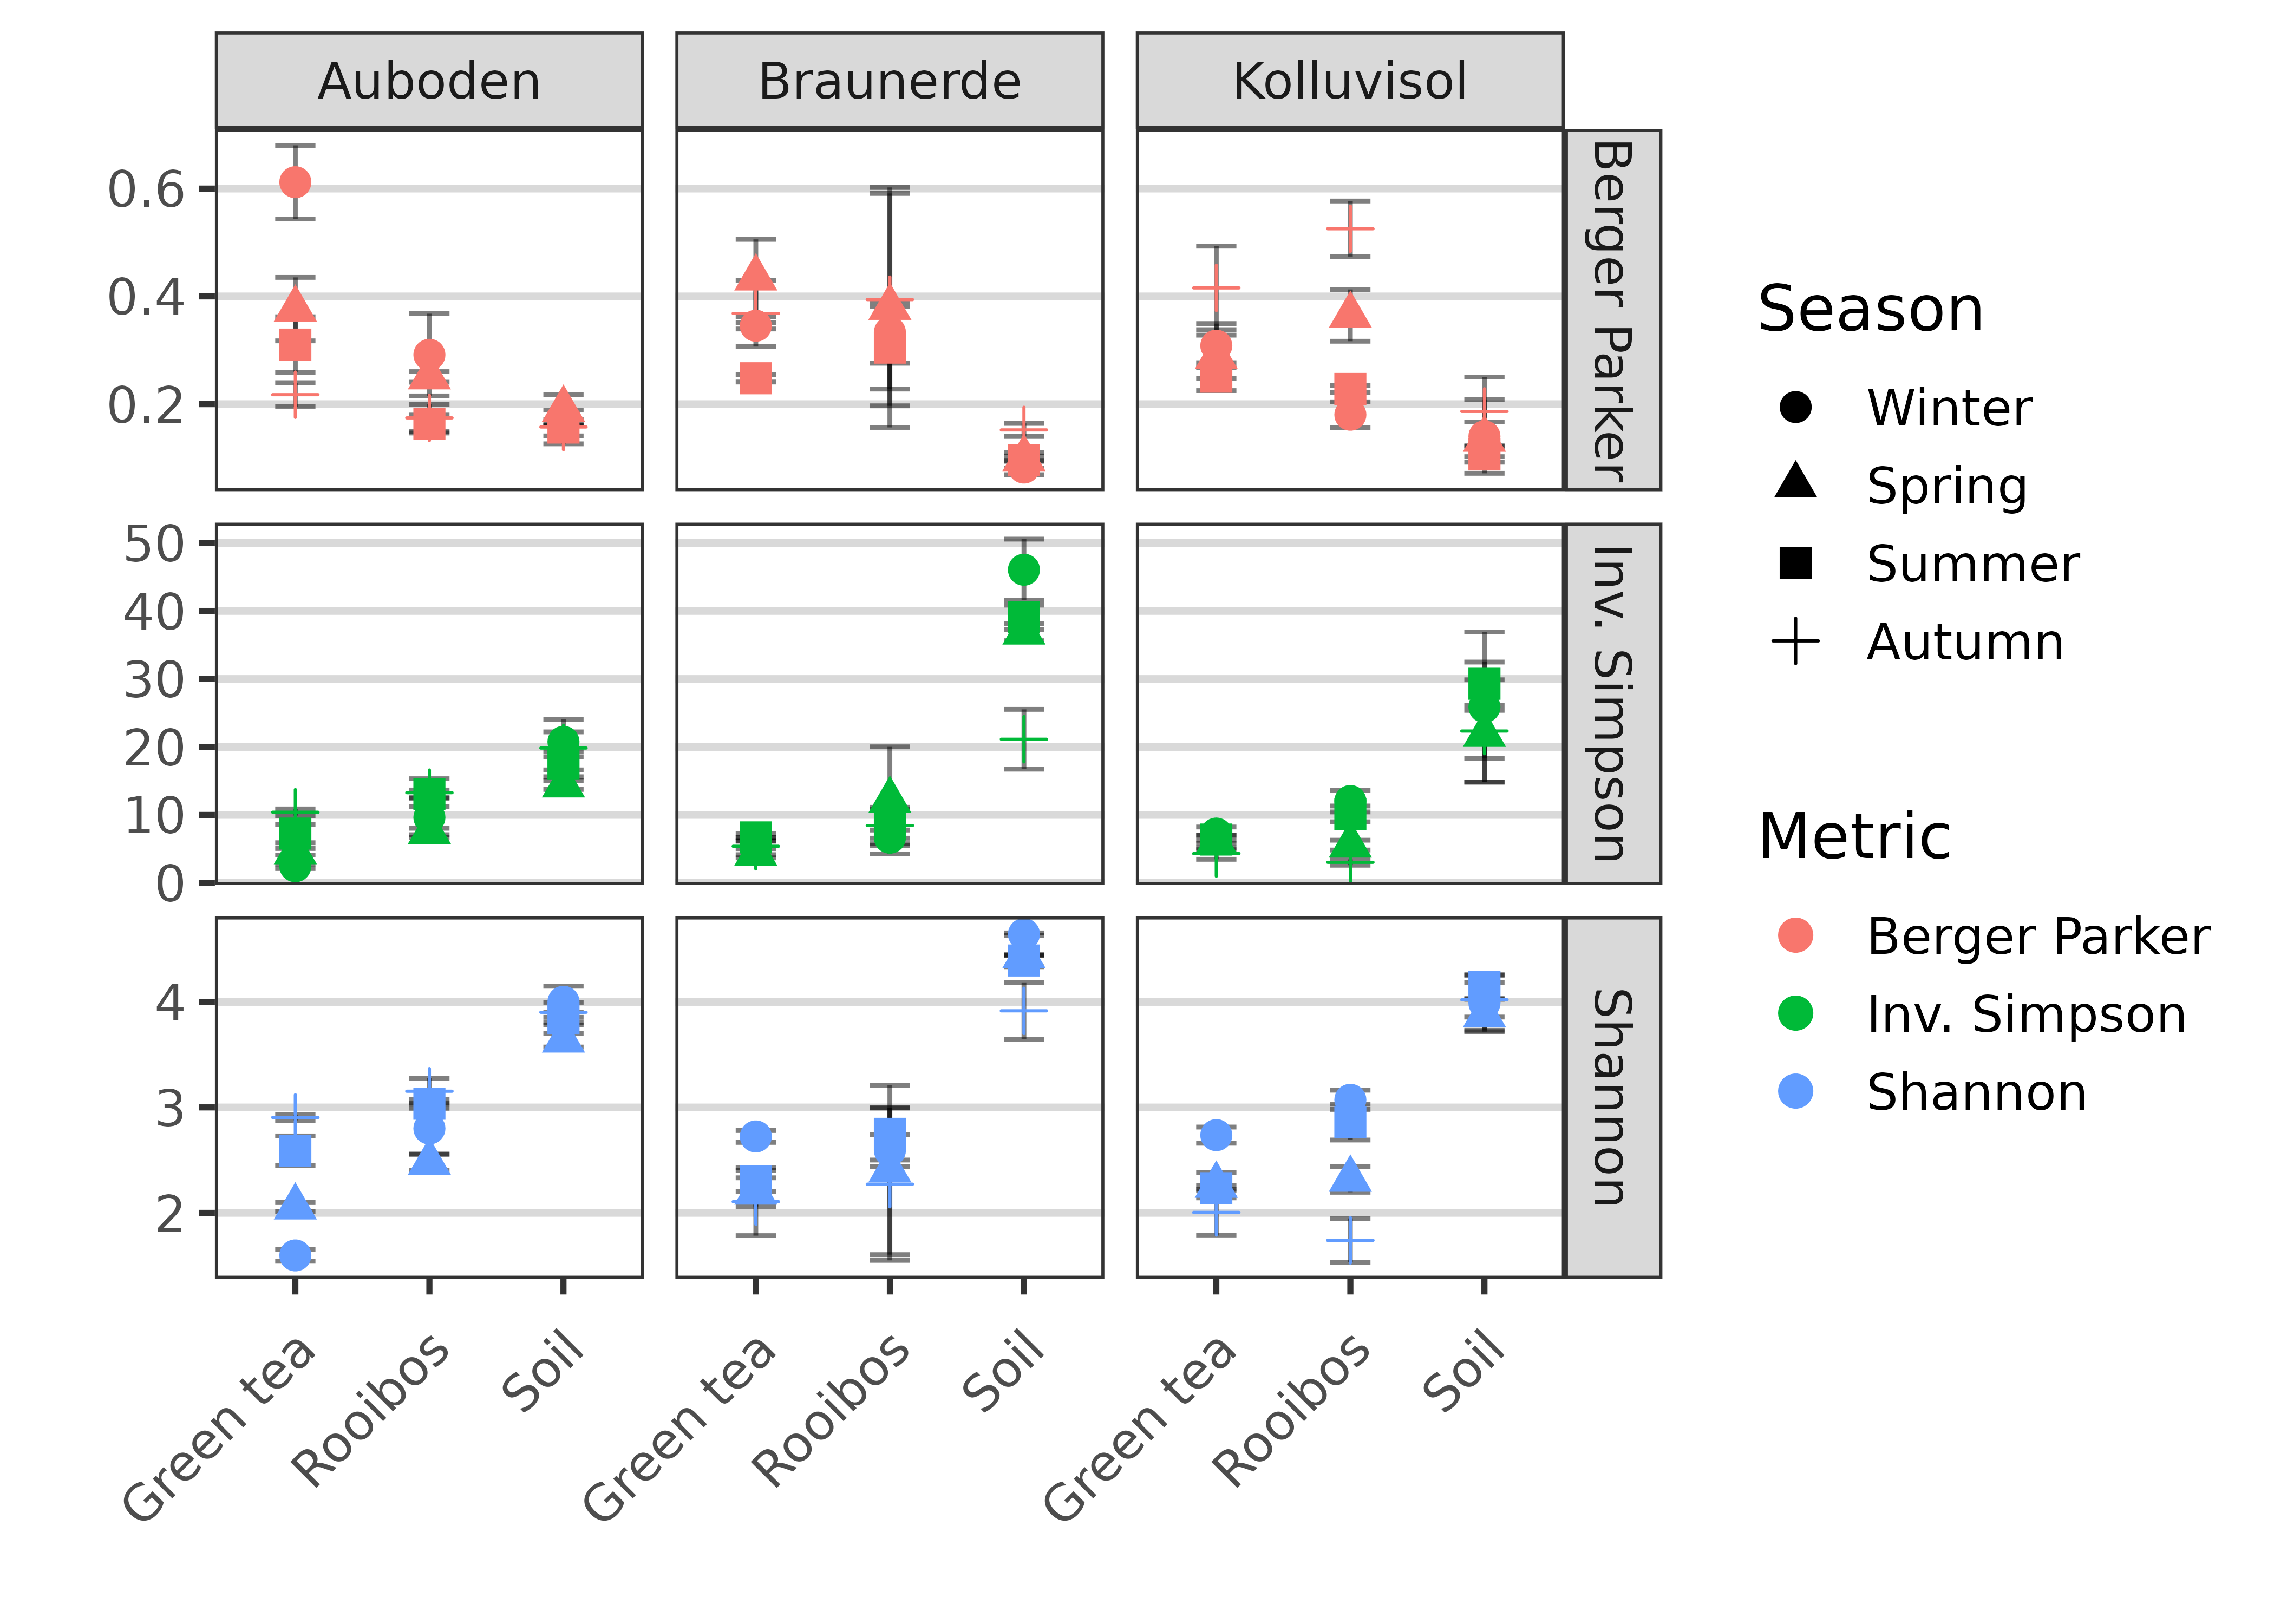 Auboden
Braunerde
Kolluvisol
0.6
0.4
0.2
Berger Parker
50
40
30
20
10
0
Inv. Simpson
4
3
2
Shannon
Green tea
Rooibos
Soil
Green tea
Rooibos
Soil
Green tea
Rooibos
Soil
Season
Winter
Spring
Summer
Autumn
Metric
Berger Parker
Inv. Simpson
Shannon